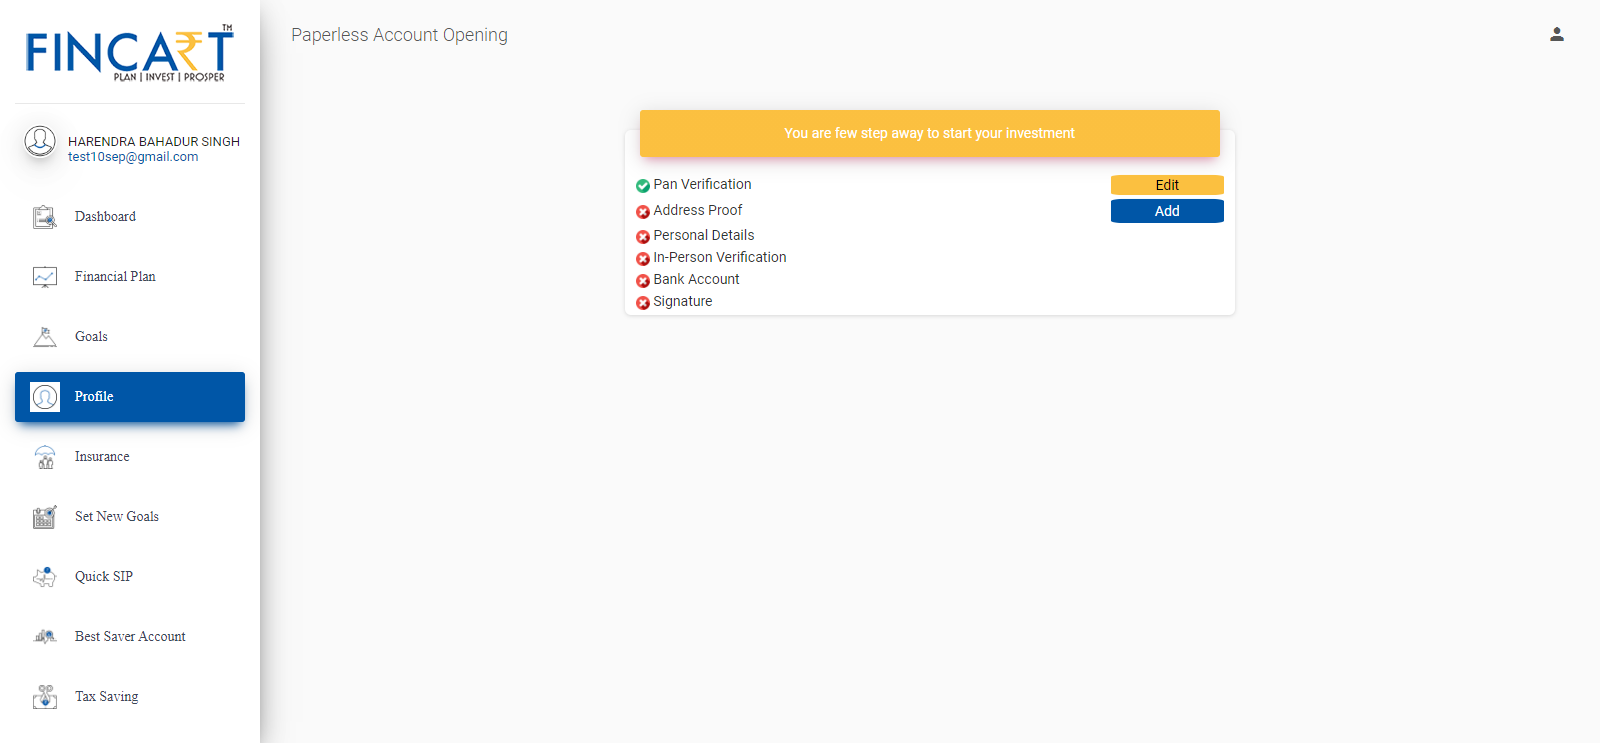 FINCART™
PLAN | INVEST | PROSPER
HARENDRA BAHADUR SINGH
test10sep@gmail.com
Dashboard
Financial Plan
Goals
Profile
Insurance
Set New Goals
Quick SIP
Best Saver Account
Tax Saving
Paperless Account Opening
You are few step away to start your investment
Pan Verification Edit
Address Proof Add
Personal Details
In-Person Verification
Bank Account
Signature